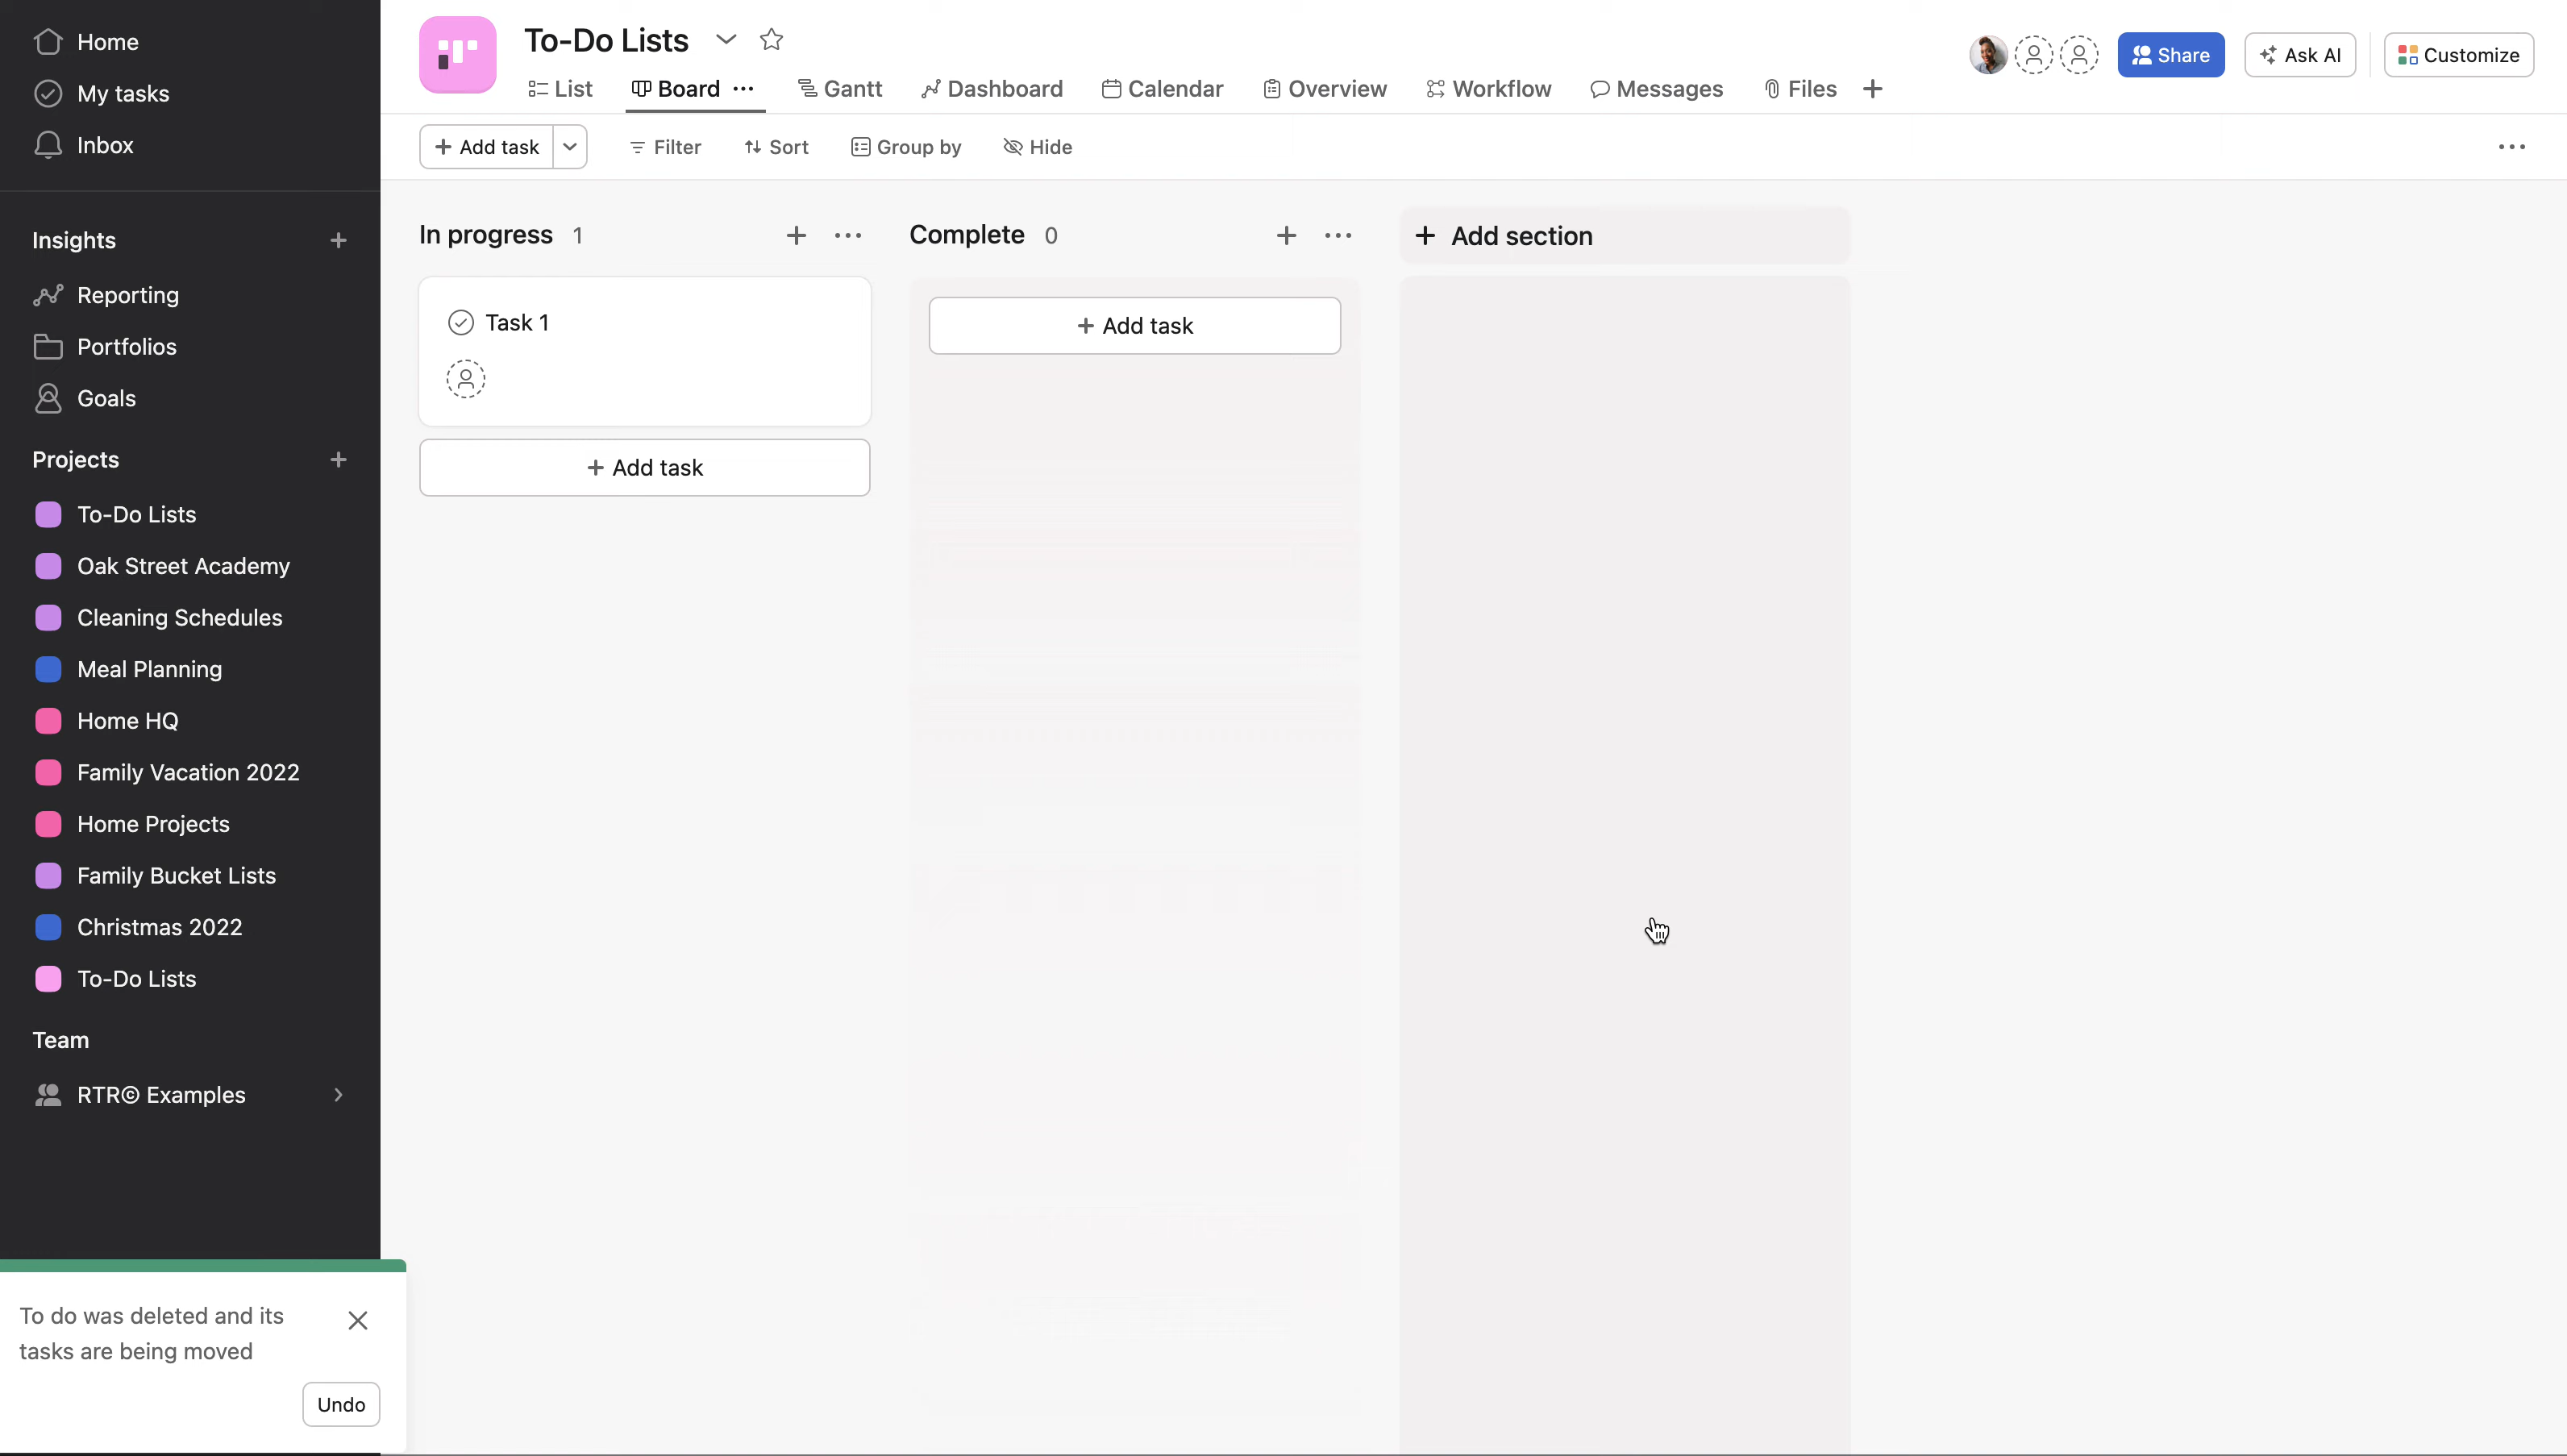 Home
My tasks
Inbox
Insights
Reporting
Portfolios
Goals
Projects
To-Do Lists
Oak Street Academy
Cleaning Schedules
Meal Planning
Home HQ
Family Vacation 2022
Home Projects
Family Bucket Lists
Christmas 2022
To-Do Lists
Team
RTR© Examples
To do was deleted and its
tasks are being moved
Undo
To-Do Lists
List Board Gantt Dashboard Calendar Overview Workflow Messages Files
Share Ask AI Customize
Add task Filter Sort Group by Hide
In progress 1
Task 1
Add task
Complete 0
Add task
Add section